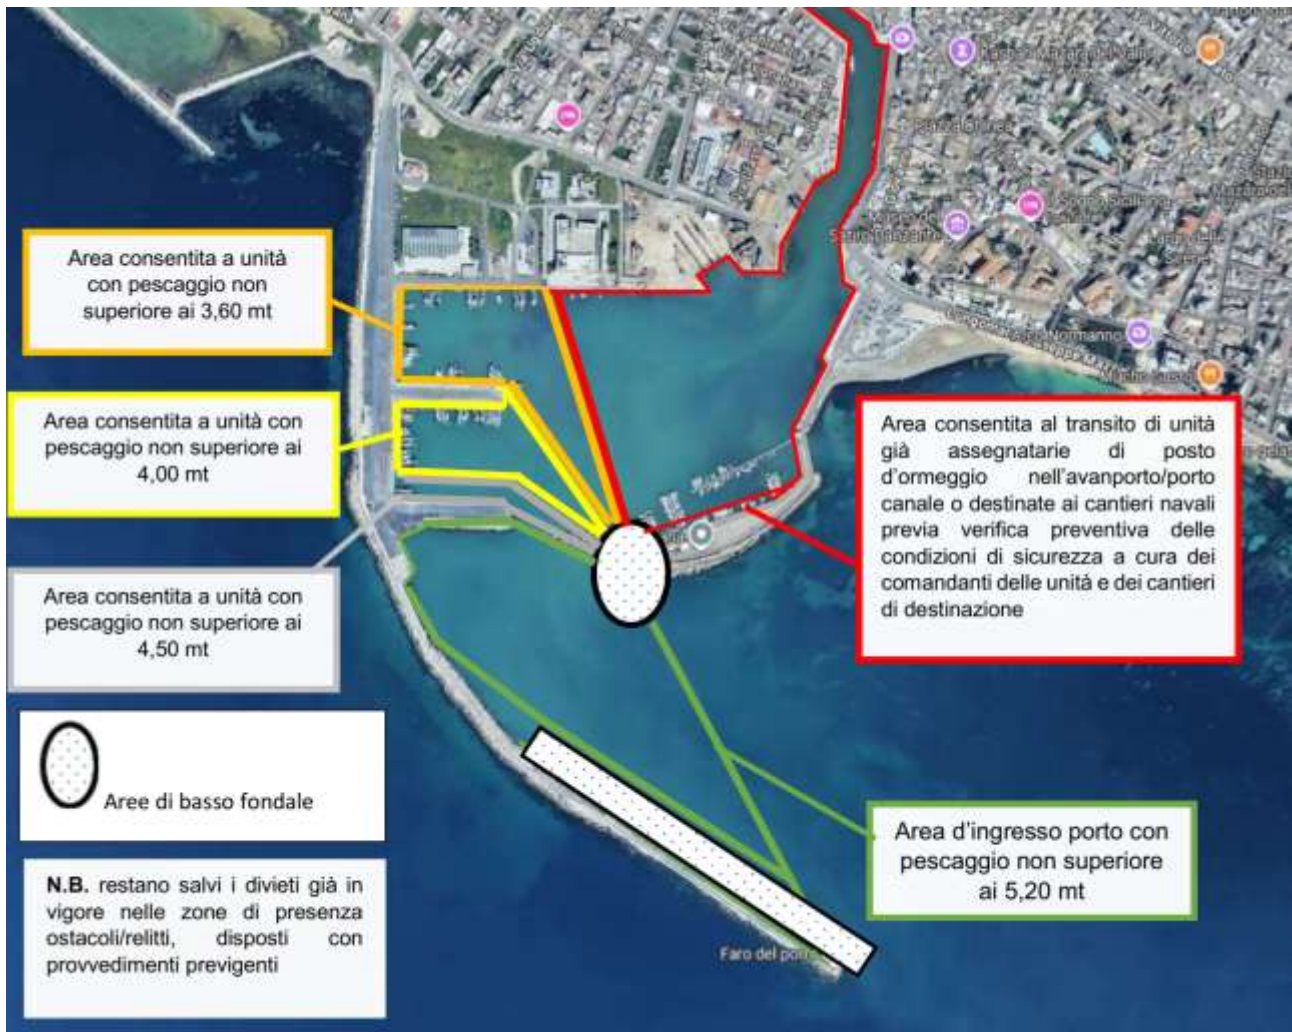 Area consentita a unità
con pescaggio non
superiore ai 3,60 mt
Area consentita a unità con
pescaggio non superiore ai
4,00 mt
Area consentita a unità con
pescaggio non superiore ai
4,50 mt
Aree di basso fondale
N.B. restano salvi i divieti già in
vigore nelle zone di presenza
ostacoli/relitti, disposti con
provvedimenti previgenti
Area consentita al transito di unità
già assegnatarie di posto
d'ormeggio nell'avanporto/porto
canale o destinate ai cantieri navali
previa verifica preventiva delle
condizioni di sicurezza a cura dei
comandanti delle unità e dei cantieri
di destinazione
Area d'ingresso porto con
pescaggio non superiore
ai 5,20 mt
Faro del